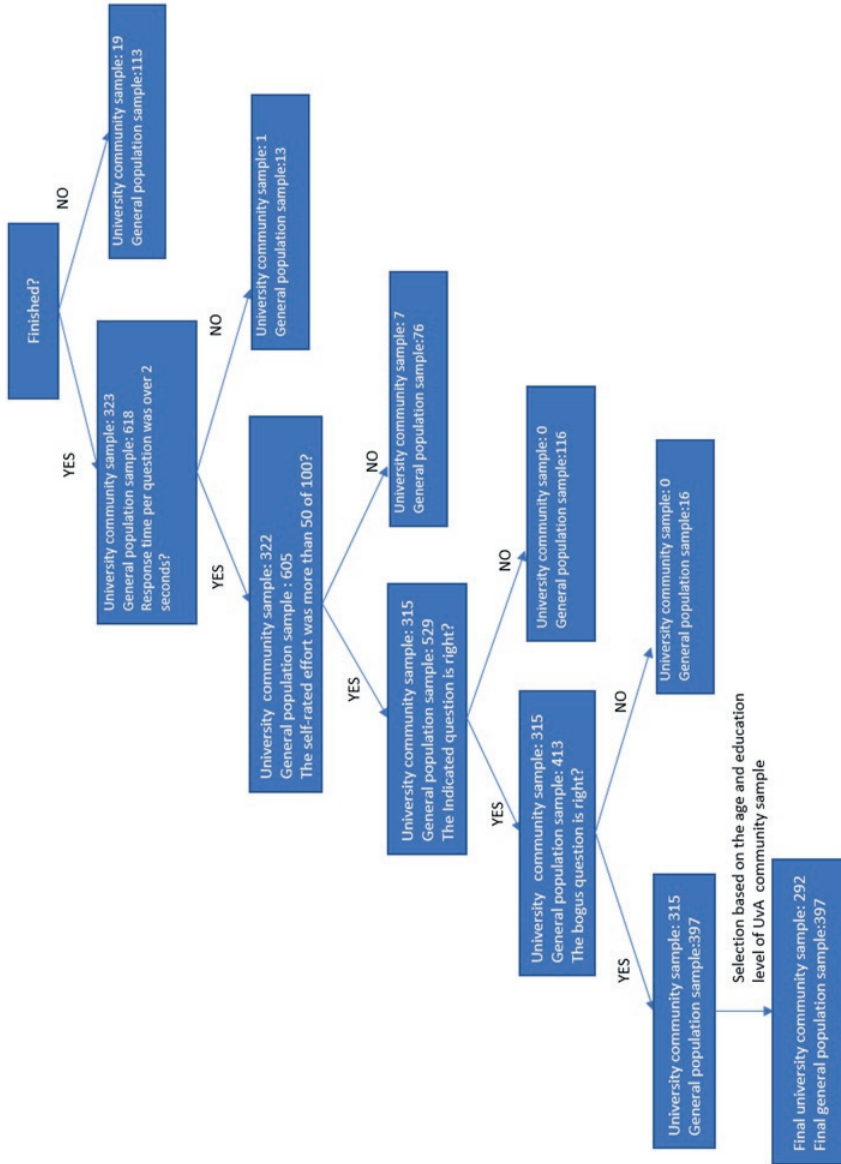 Finished?
YES
NO
University community sample: 323
General population sample: 618
Response time per question was over 2
seconds?
University community sample: 19
General population sample:113
YES
NO
University  community sample: 322
General population sample : 605
The self-rated effort was more than 50 of 100?
University community sample: 1
General population sample:13
YES
NO
University community sample: 315
General population sample: 529
The Indicated question is right?
University community sample: 7
General population sample:76
YES
NO
University  community sample: 315
General population sample: 413
The bogus question is right?
University community sample: 0
General population sample:116
YES
NO
University community sample: 315
General population sample:397
University community sample: 0
General population sample:16
Selection based on the age and education
level of UvA  community sample
Final university community sample: 292
Final general population sample:397